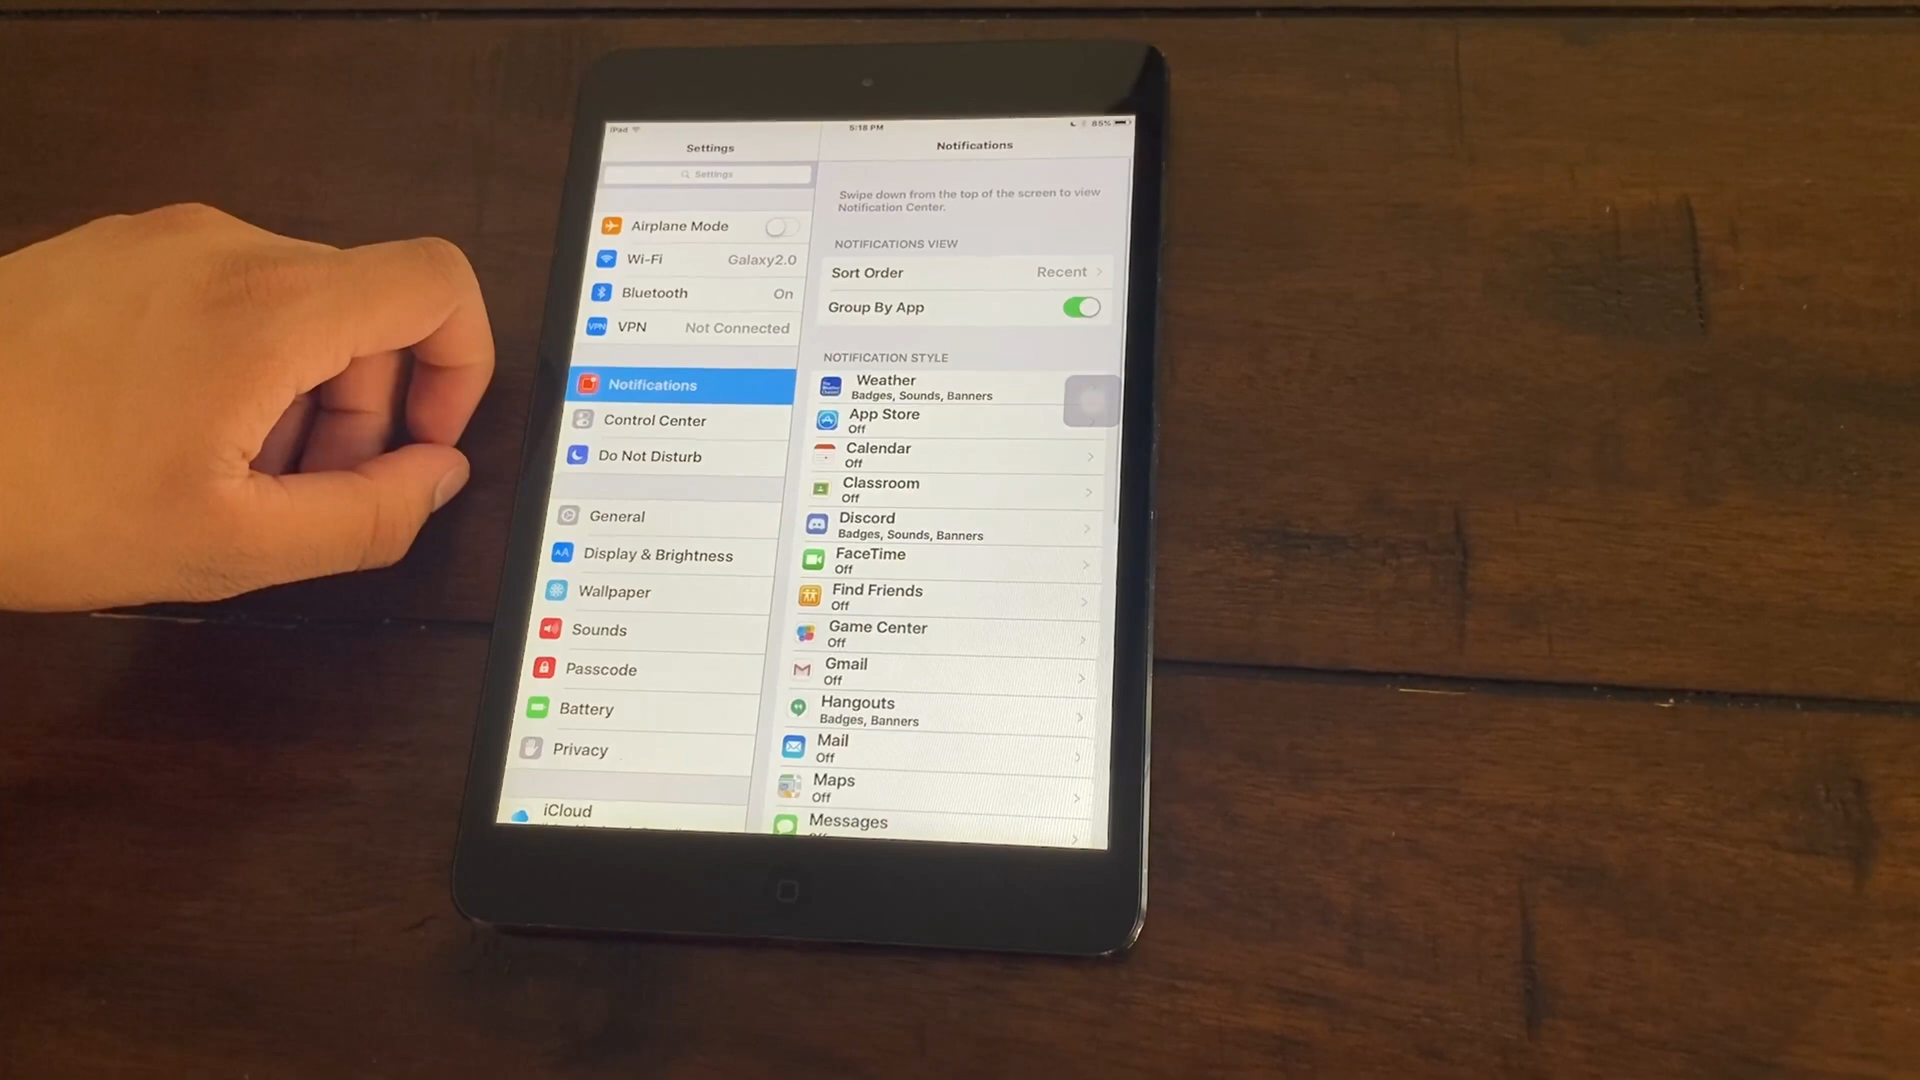 iPad
5:18 PM
85%
Settings
Notifications
Settings
Airplane Mode
Wi-Fi
Galaxy2.0
Bluetooth
On
VPN
VPN
Not Connected
Notifications
Control Center
Do Not Disturb
General
AA
Display & Brightness
Wallpaper
Sounds
Passcode
Battery
Privacy
iCloud
Swipe down from the top of the screen to view
Notification Center.
NOTIFICATIONS VIEW
Sort Order
Recent
Group By App
NOTIFICATION STYLE
Weather
Badges, Sounds, Banners
App Store
Off
Calendar
Off
Classroom
Off
Discord
Badges, Sounds, Banners
FaceTime
Off
Find Friends
Off
Game Center
Off
Gmail
Off
Hangouts
Badges, Banners
Mail
Off
Maps
Off
Messages